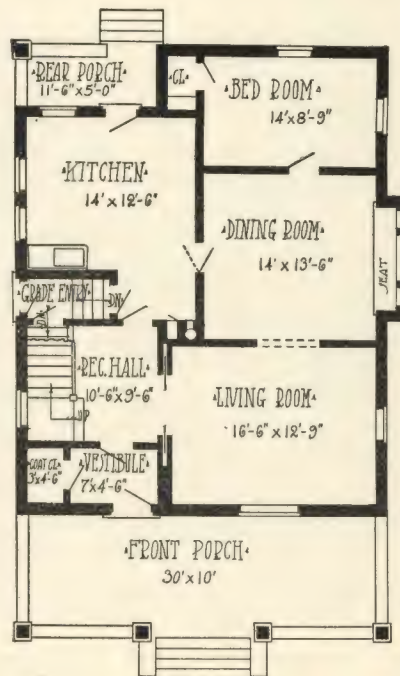 REAR PORCH
11'-6"x5'-0"
CL
BED ROOM
14'x8'-9"
KITCHEN
14' x 12'-6"
DINING ROOM
14' x 13'-6"
SEAT
GRADE ENTRY
DN
DN
REC. HALL
10'-6"x9'-6"
UP
LIVING ROOM
16'-6" x 12'-9"
COAT CL.
3'x4'-6"
VESTIBULE
7'x4'-6"
FRONT PORCH
30'x10'